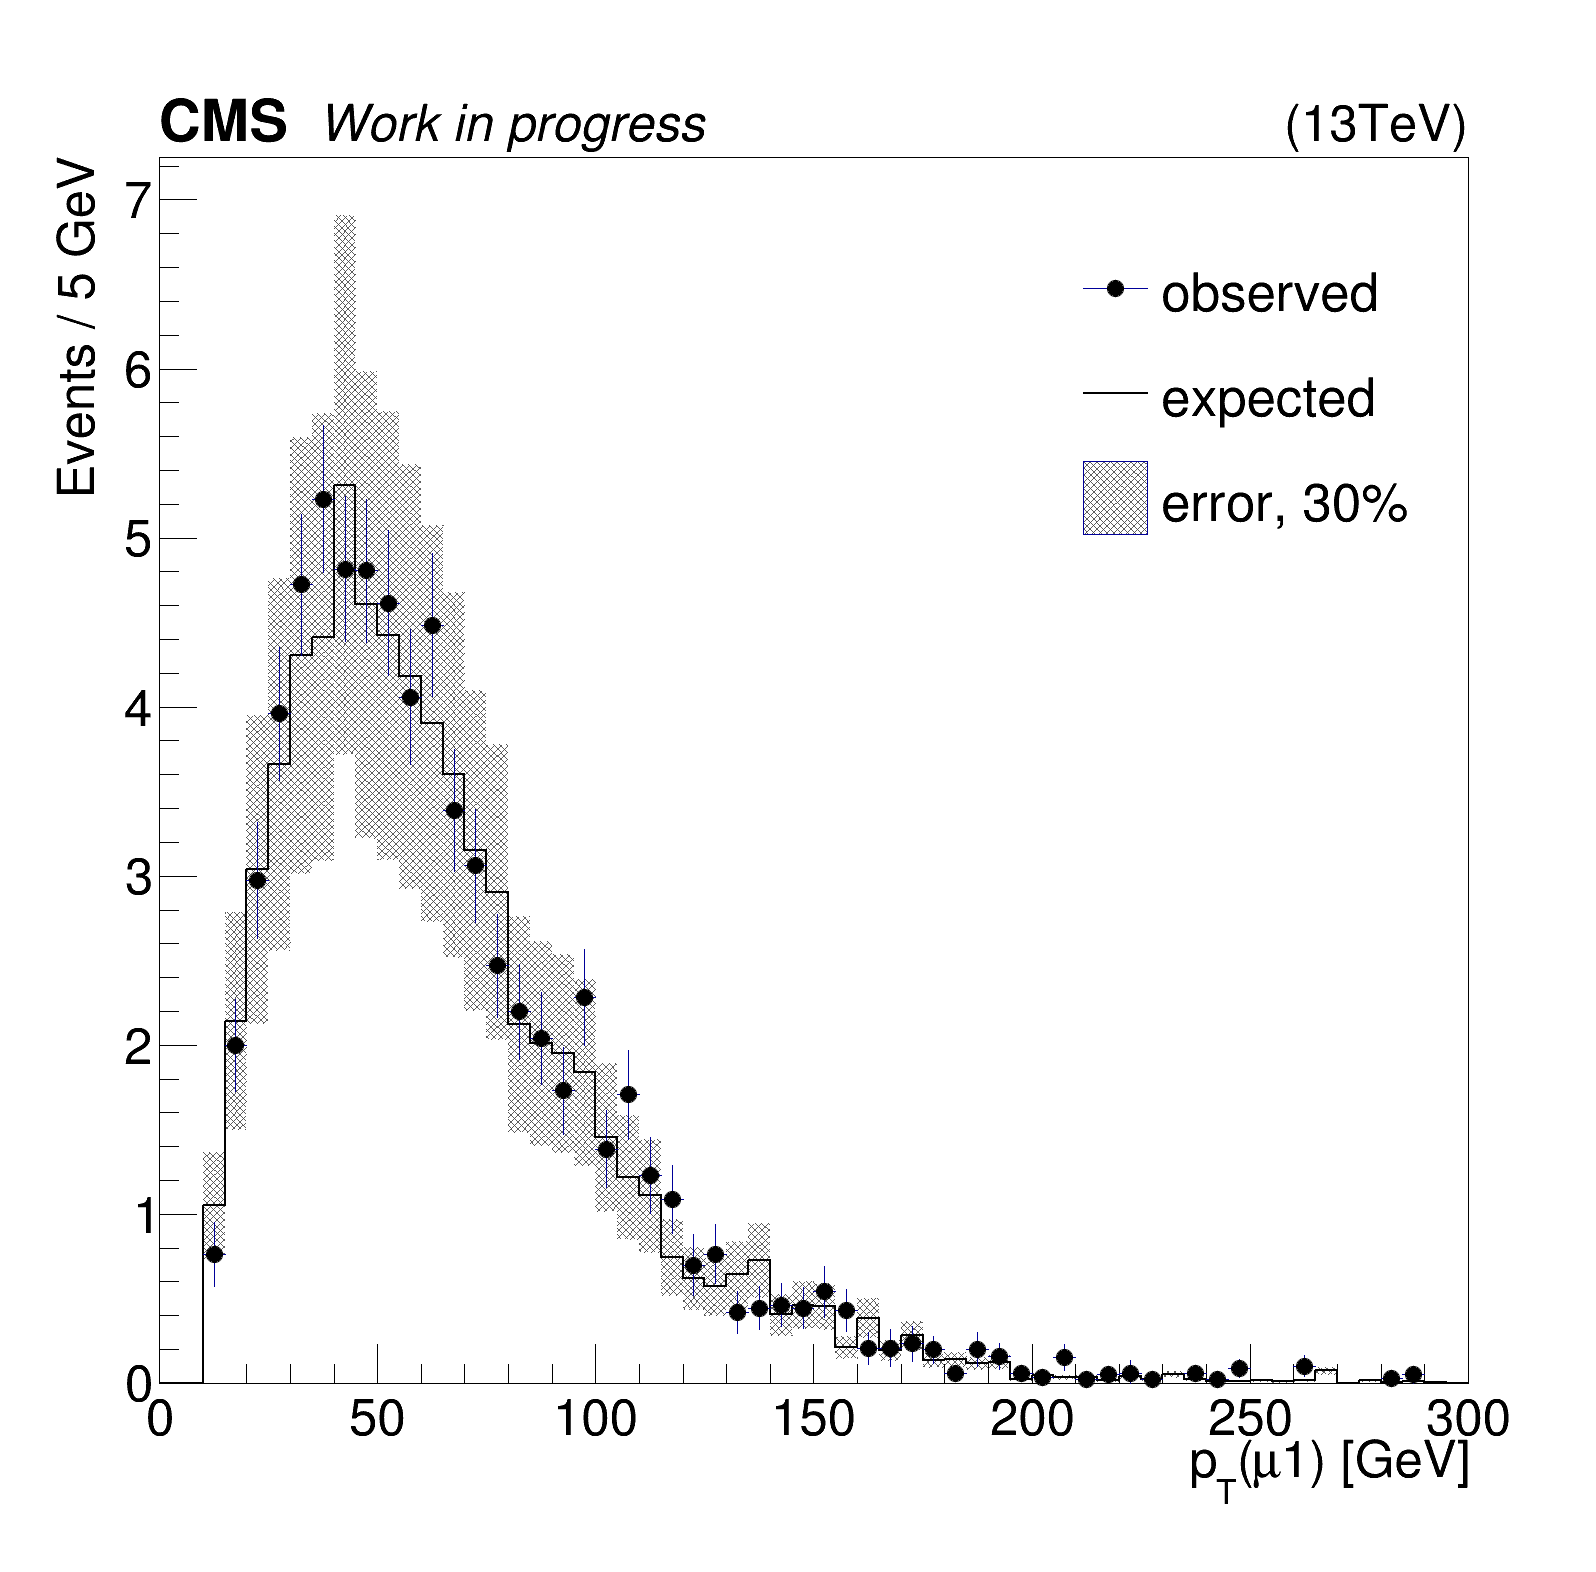 CMS Work in progress (13TeV)
Events / 5 GeV
7
6
5
4
3
2
1
0
observed
expected
error, 30%
0 50 100 150 200 250 300
pT(μ1) [GeV]